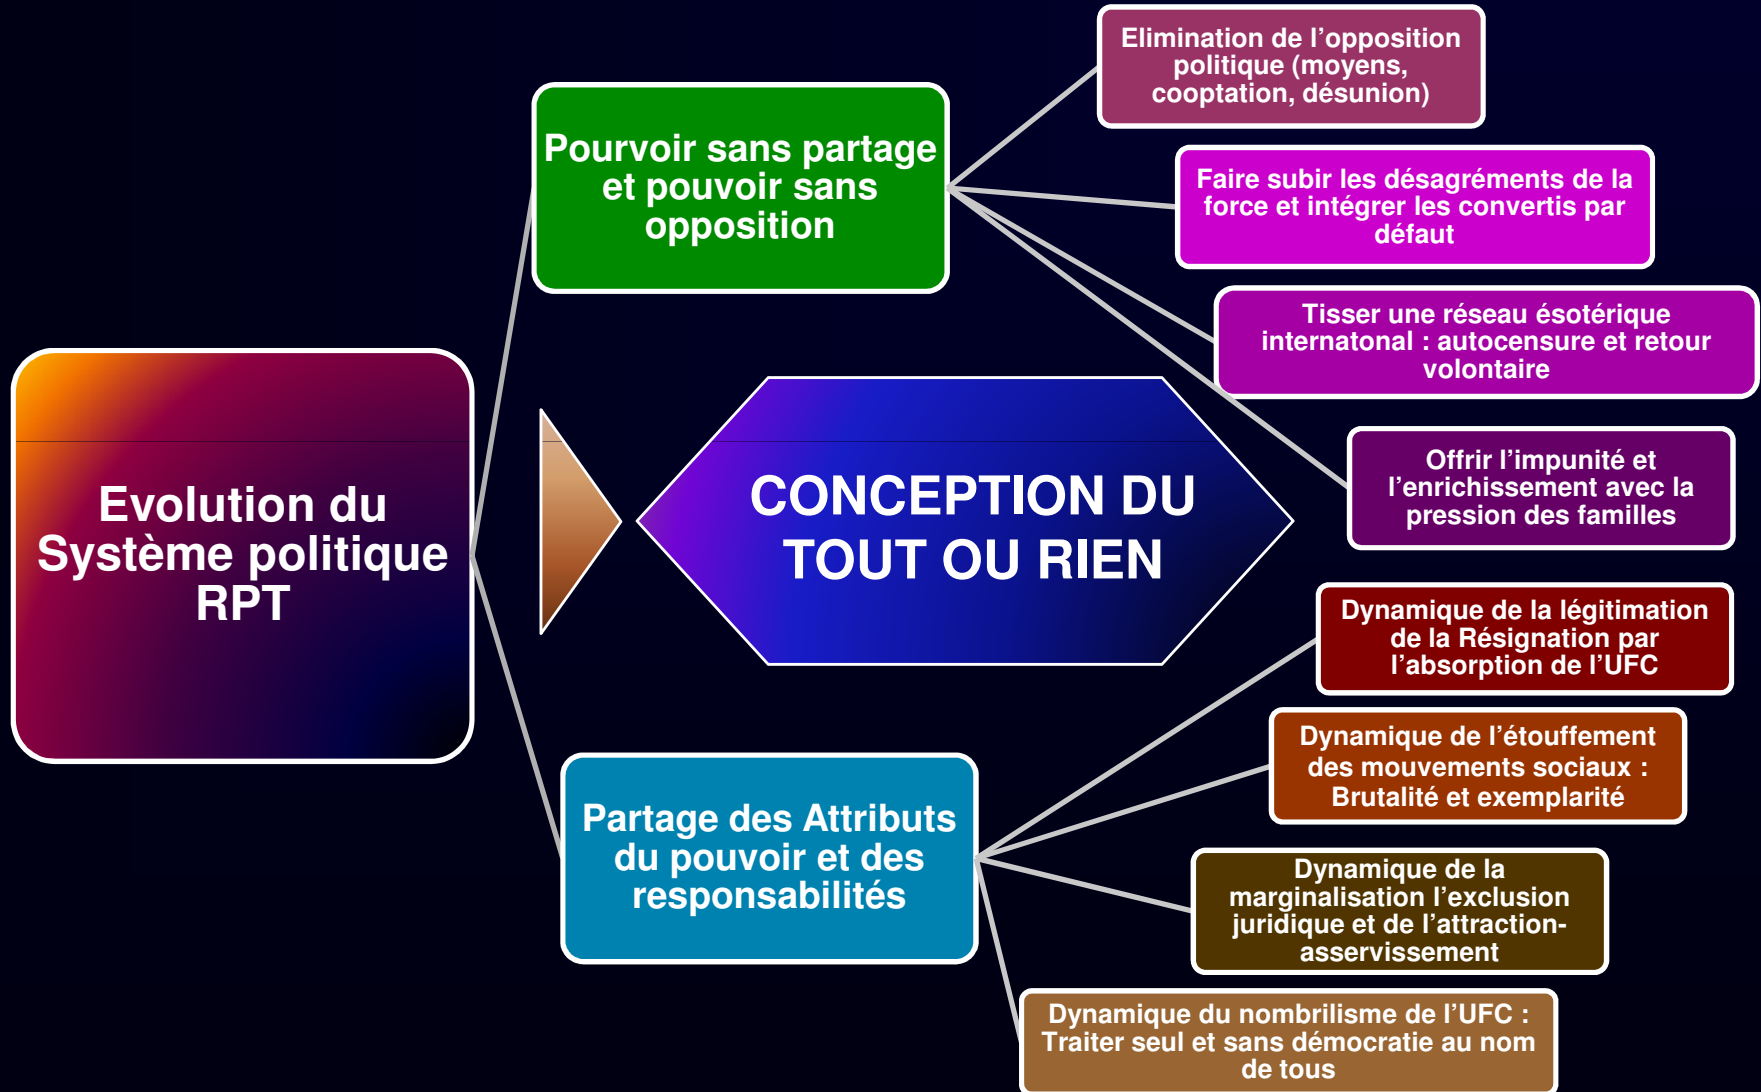 Evolution du
Système politique
RPT
Pourvoir sans partage
et pouvoir sans
opposition
Elimination de l’opposition
politique (moyens,
cooptation, désunion)
Faire subir les désagréments de la
force et intégrer les convertis par
défaut
Tisser une réseau ésotérique
internatonal : autocensure et retour
volontaire
Offrir l’impunité et
l’enrichissement avec la
pression des familles
CONCEPTION DU
TOUT OU RIEN
Partage des Attributs
du pouvoir et des
responsabilités
Dynamique de la légitimation
de la Résignation par
l’absorption de l’UFC
Dynamique de l’étouffement
des mouvements sociaux :
Brutalité et exemplarité
Dynamique de la
marginalisation l’exclusion
juridique et de l’attraction-
asservissement
Dynamique du nombrilisme de l’UFC :
Traiter seul et sans démocratie au nom
de tous